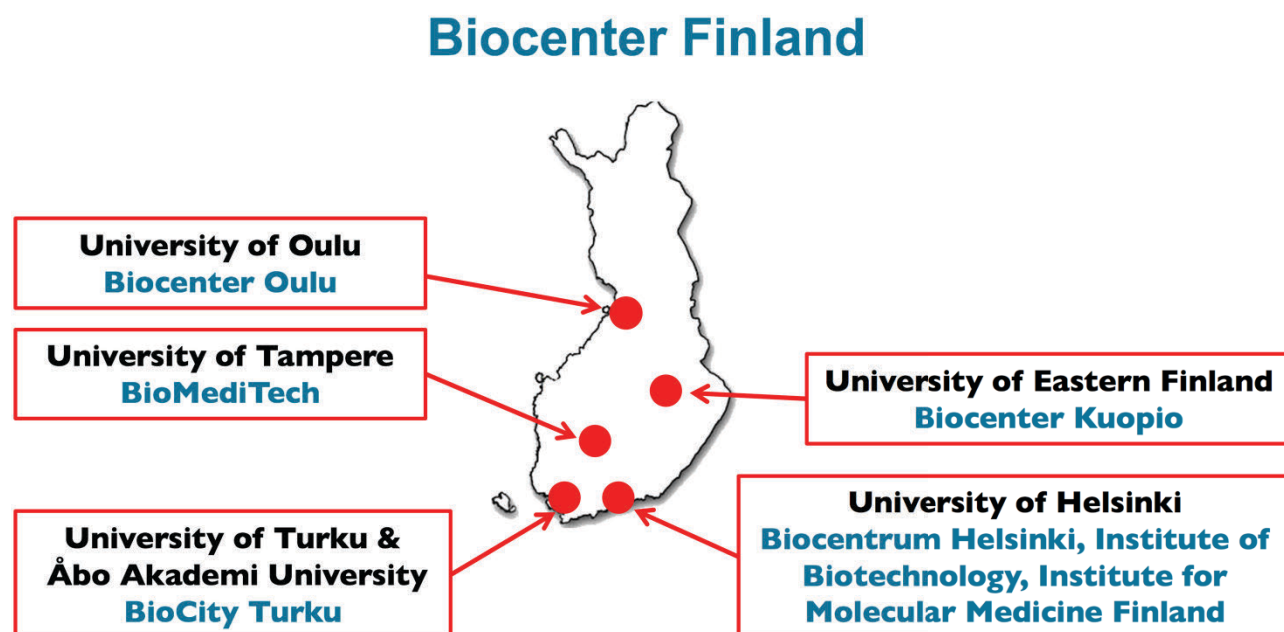 Biocenter Finland
University of Oulu
Biocenter Oulu
University of Tampere
BioMediTech
University of Eastern Finland
Biocenter Kuopio
University of Turku &
Åbo Akademi University
BioCity Turku
University of Helsinki
Biocentrum Helsinki, Institute of
Biotechnology, Institute for
Molecular Medicine Finland